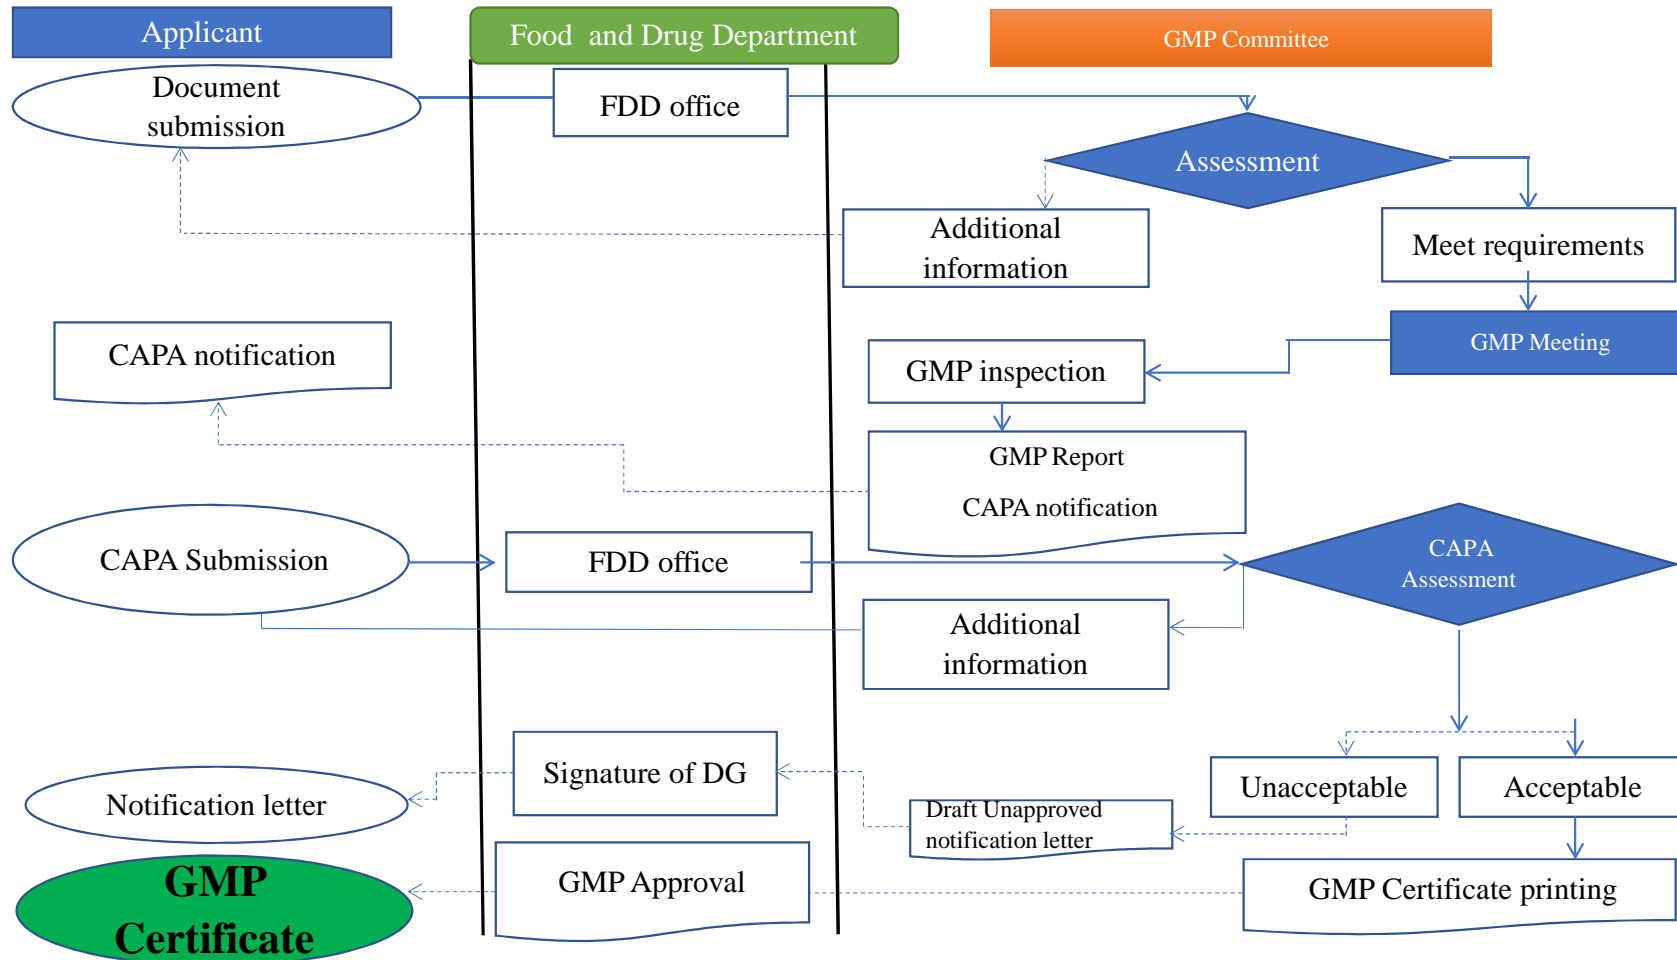 Applicant
Food and Drug Department
GMP Committee
Document
submission
FDD office
Assessment
Additional
information
Meet requirements
CAPA notification
GMP inspection
GMP Meeting
GMP Report
CAPA notification
CAPA Submission
FDD office
CAPA
Assessment
Additional
information
Signature of DG
Notification letter
Draft Unapproved
notification letter
Unacceptable
Acceptable
GMP
Certificate
GMP Approval
GMP Certificate printing